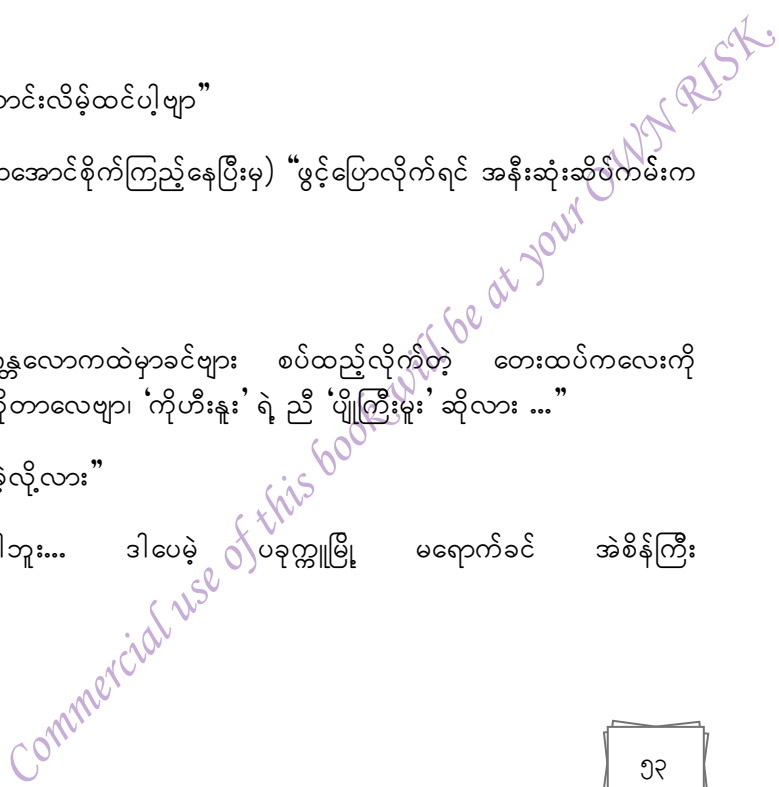 တင်းလိမ့်ထင်ပါ့ဗျာ”
အောင်စိုက်ကြည့်နေပြီးမှ) “ဖွင့်ပြောလိုက်ရင် အနီးဆုံးဆိပ်ကမ်းက
န္တလောကထဲမှာခင်ဗျား စပ်ထည့်လိုက်တဲ့ တေးထပ်ကလေးကို
ဆိုတာလေဗျာ၊ ‘ကိုဟီးနူး’ ရဲ့ ညီ ‘ပျိုကြီးမှူး’ ဆိုလား ...”
ခဲ့လို့လား”
ပါဘူး... ဒါပေမဲ့ ပခုက္ကူမြို့ မရောက်ခင် အဲစိန်ကြီး
၅၃
Commercial use of this book will be at your OWN RISK.